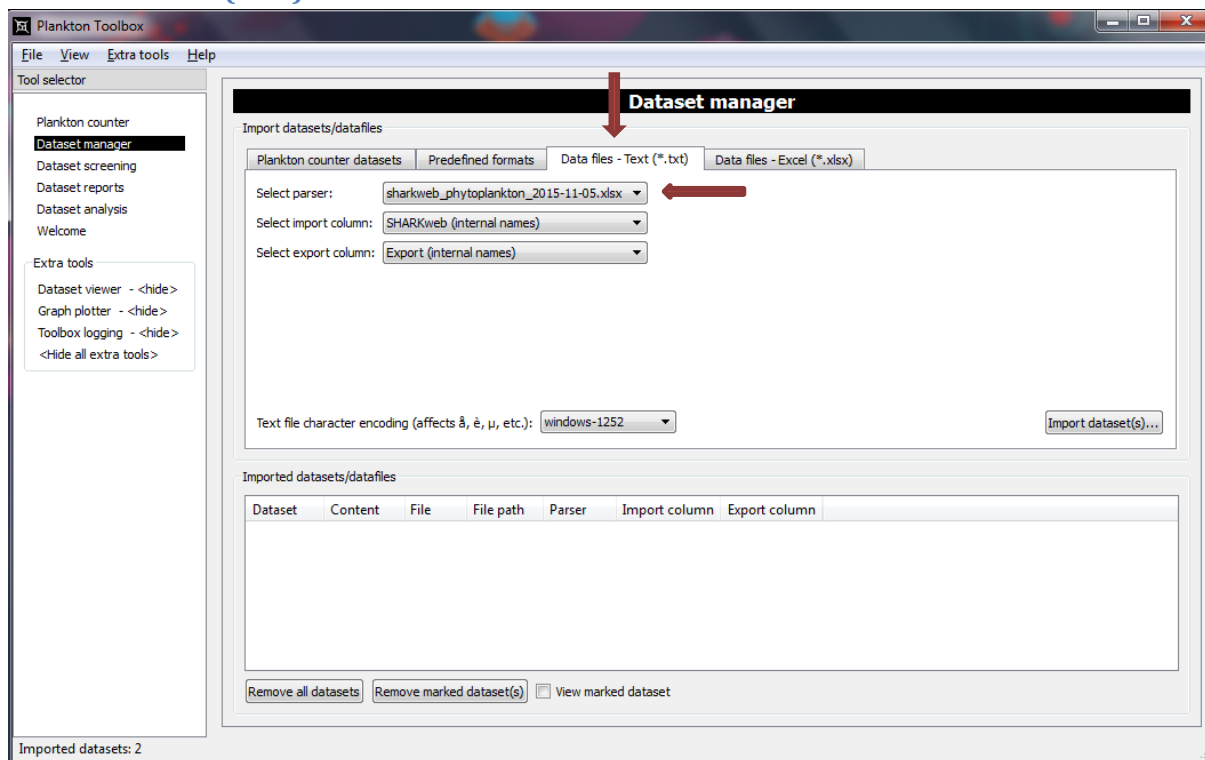 Plankton Toolbox
File View Extra tools Help
Tool selector
Plankton counter
Dataset manager
Dataset screening
Dataset reports
Dataset analysis
Welcome
Extra tools
Dataset viewer - <hide>
Graph plotter - <hide>
Toolbox logging - <hide>
<Hide all extra tools>
Dataset manager
Import datasets/datafiles
Plankton counter datasets Predefined formats Data files - Text (*.txt) Data files - Excel (*.xlsx)
Select parser: sharkweb_phytoplankton_2015-11-05.xlsx
Select import column: SHARKweb (internal names)
Select export column: Export (internal names)
Text file character encoding (affects å, è, µ, etc.): windows-1252 Import dataset(s)...
Imported datasets/datafiles
Dataset Content File File path Parser Import column Export column
Remove all datasets Remove marked dataset(s) View marked dataset
Imported datasets: 2